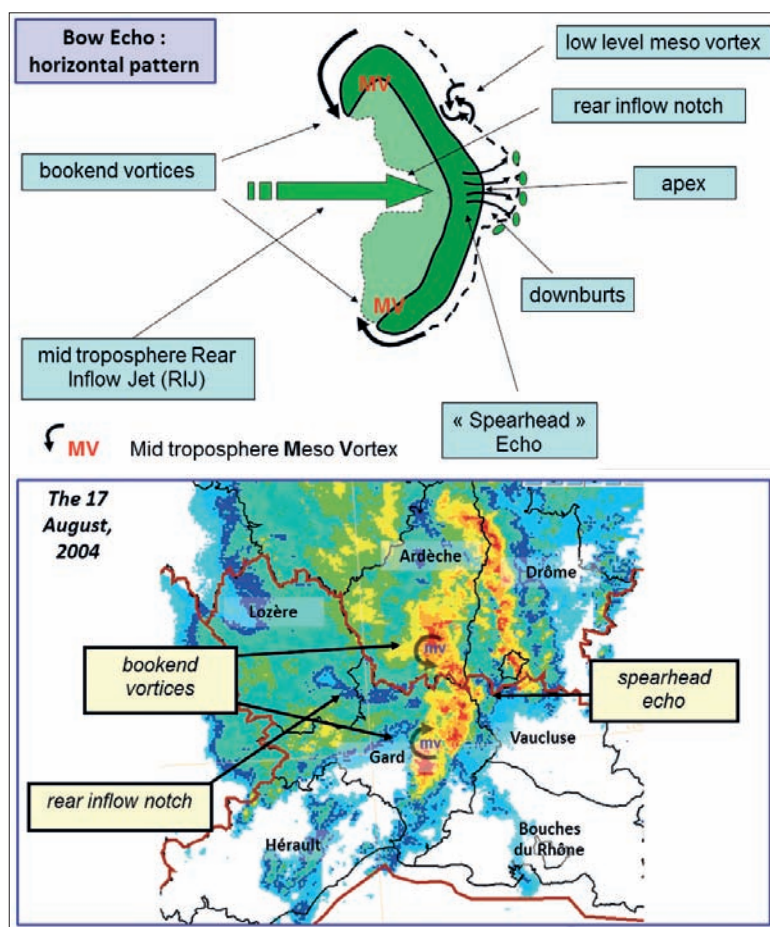 Bow Echo :
horizontal pattern
low level meso vortex
MV
rear inflow notch
bookend vortices
apex
MV
downburts
mid troposphere Rear
Inflow Jet (RIJ)
« Spearhead »
Echo
MV Mid troposphere Meso Vortex
The 17
August,
2004
Ardèche
Drôme
Lozère
bookend
vortices
mv
spearhead
echo
mv
Vaucluse
Gard
rear inflow notch
Hérault
Bouches
du Rhône